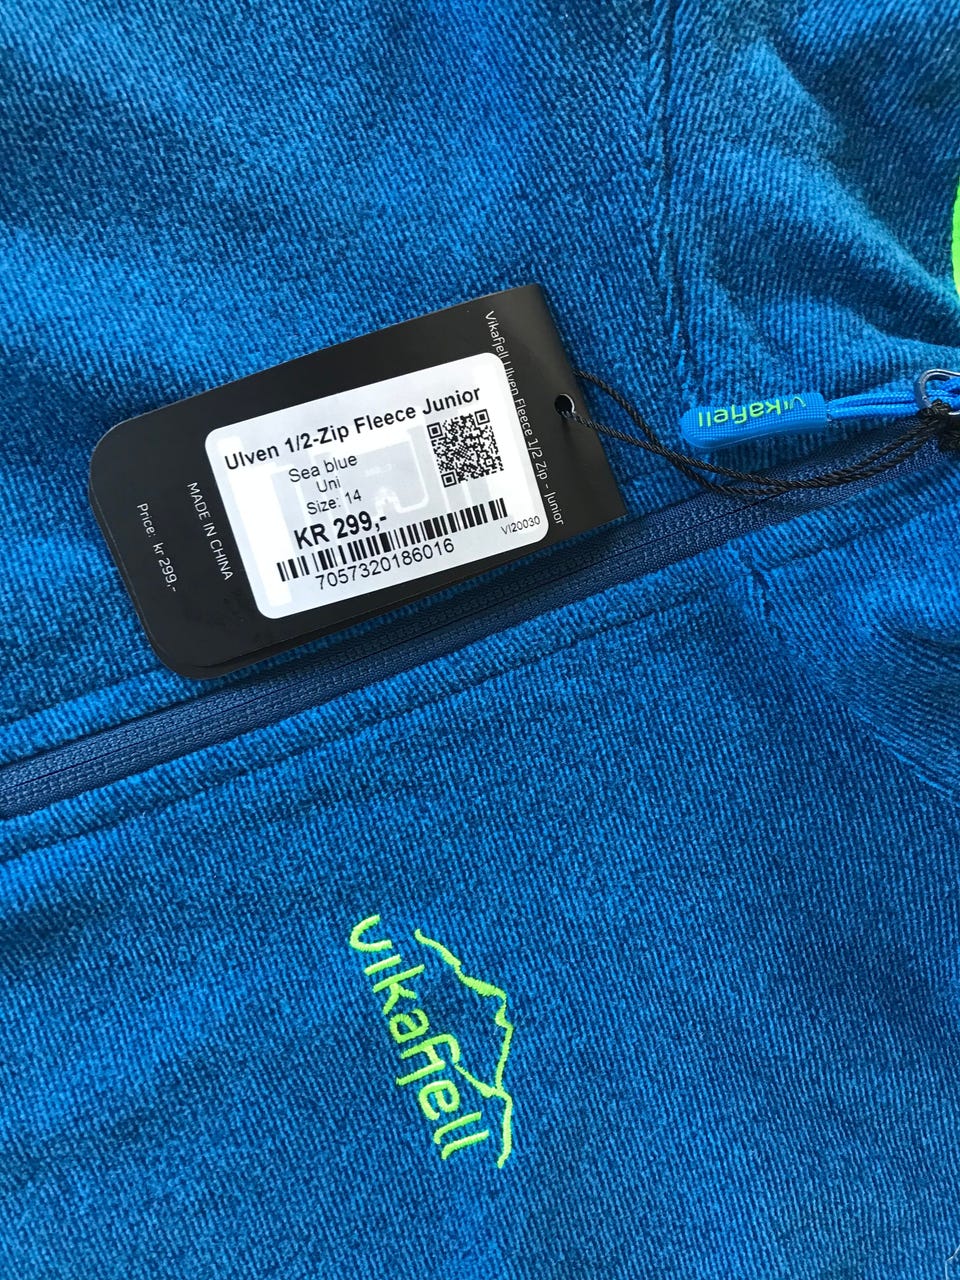 Vikafjell Ulven Fleece 1/2 Zip - Junior
Ulven 1/2-Zip Fleece Junior
Sea blue
Uni
Size: 14
KR 299,-
VI20030
7057320186016
MADE IN CHINA
Price: kr 299,-
vikafjell
vikafjell